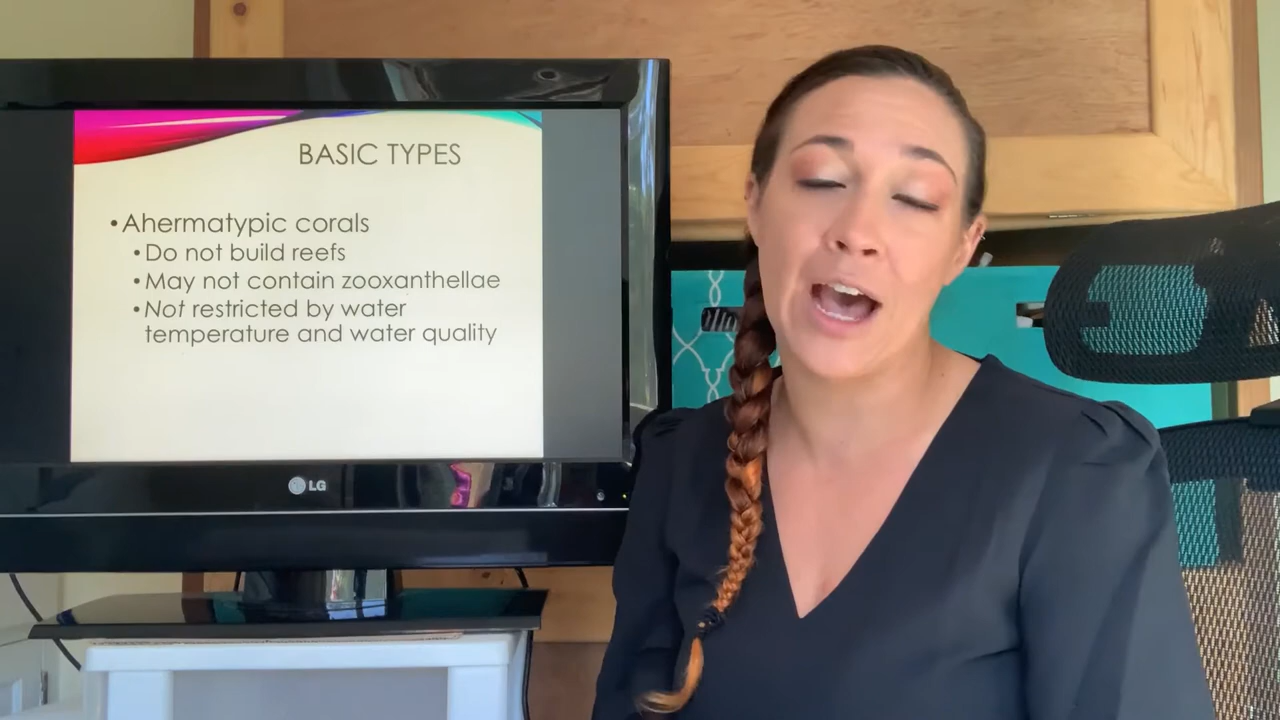 BASIC TYPES
•Ahermatypic corals
•Do not build reefs
•May not contain zooxanthellae
•Not restricted by water
temperature and water quality
LG